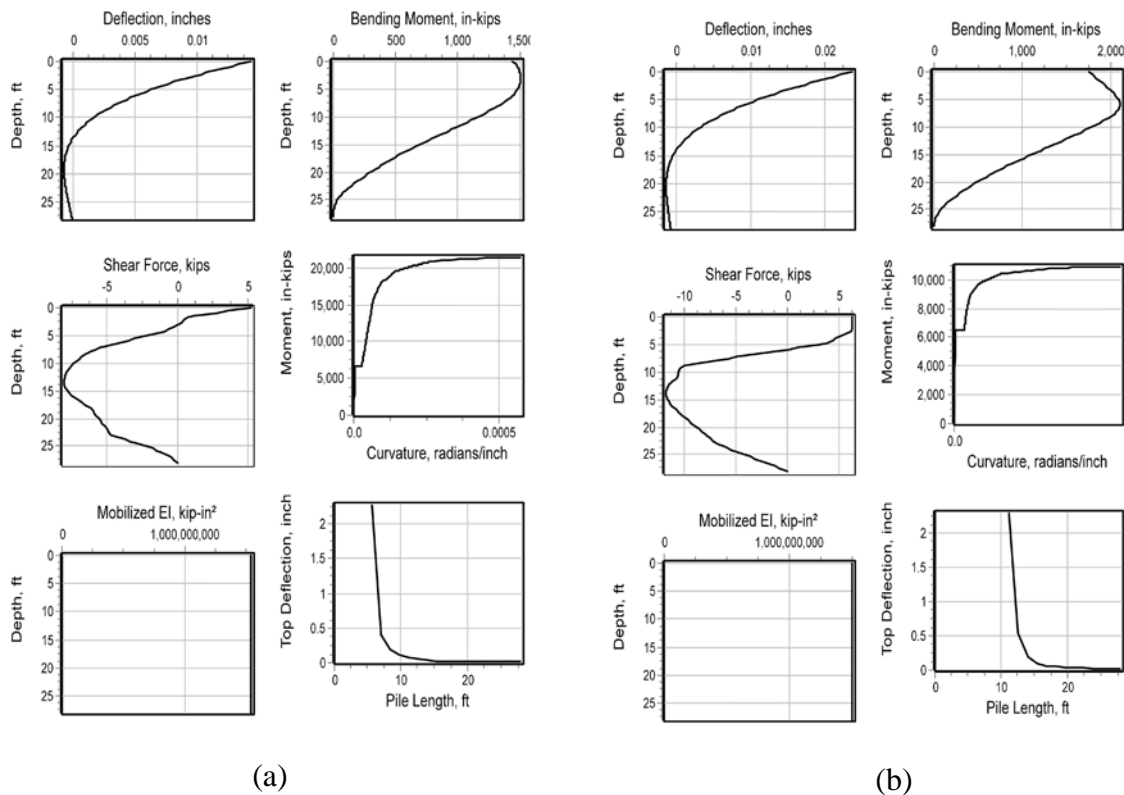 Deflection, inches
0 0.005 0.01
Depth, ft
0
5
10
15
20
25
Bending Moment, in-kips
0 500 1,000 1,500
Depth, ft
0
5
10
15
20
25
Shear Force, kips
-5 0 5
Depth, ft
0
5
10
15
20
25
Moment, in-kips
20,000
15,000
10,000
5,000
0
0.0 0.0005
Curvature, radians/inch
Mobilized EI, kip-in²
0 1,000,000,000
Depth, ft
0
5
10
15
20
25
Top Deflection, inch
2
1.5
1
0.5
0
0 10 20
Pile Length, ft
(a)
Deflection, inches
0 0.01 0.02
Depth, ft
0
5
10
15
20
25
Bending Moment, in-kips
0 1,000 2,000
Depth, ft
0
5
10
15
20
25
Shear Force, kips
-10 -5 0 5
Depth, ft
0
5
10
15
20
25
Moment, in-kips
10,000
8,000
6,000
4,000
2,000
0
0.0
Curvature, radians/inch
Mobilized EI, kip-in²
0 1,000,000,000
Depth, ft
0
5
10
15
20
25
Top Deflection, inch
2
1.5
1
0.5
0
0 10 20
Pile Length, ft
(b)